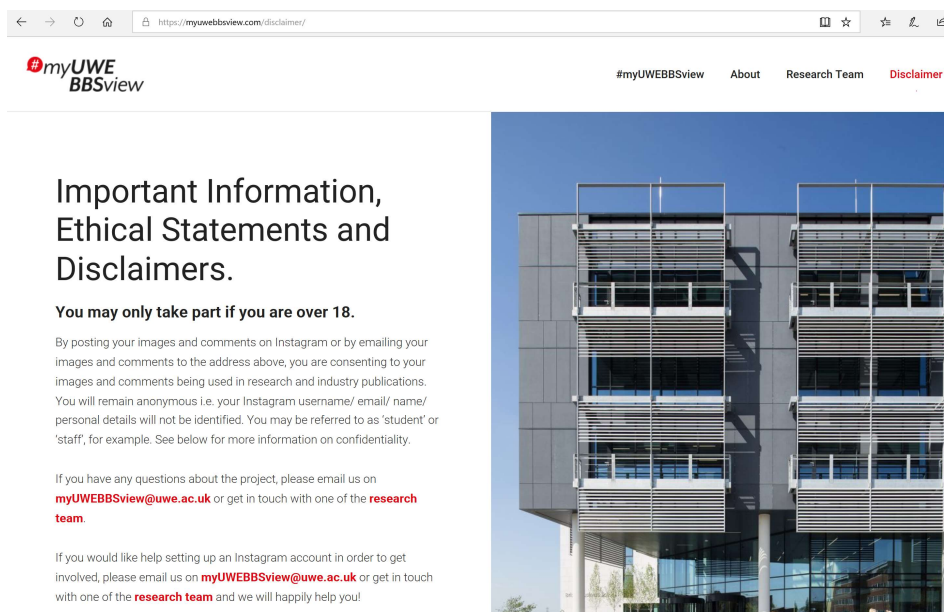 https://myuwebbsview.com/disclaimer/
#myUWE
BBSview
#myUWEBBSview About Research Team Disclaimer
Important Information,
Ethical Statements and
Disclaimers.
You may only take part if you are over 18.
By posting your images and comments on Instagram or by emailing your
images and comments to the address above, you are consenting to your
images and comments being used in research and industry publications.
You will remain anonymous i.e. your Instagram username/ email/ name/
personal details will not be identified. You may be referred to as ‘student’ or
‘staff’, for example. See below for more information on confidentiality.
If you have any questions about the project, please email us on
myUWEBBSview@uwe.ac.uk or get in touch with one of the research
team.
If you would like help setting up an Instagram account in order to get
involved, please email us on myUWEBBSview@uwe.ac.uk or get in touch
with one of the research team and we will happily help you!